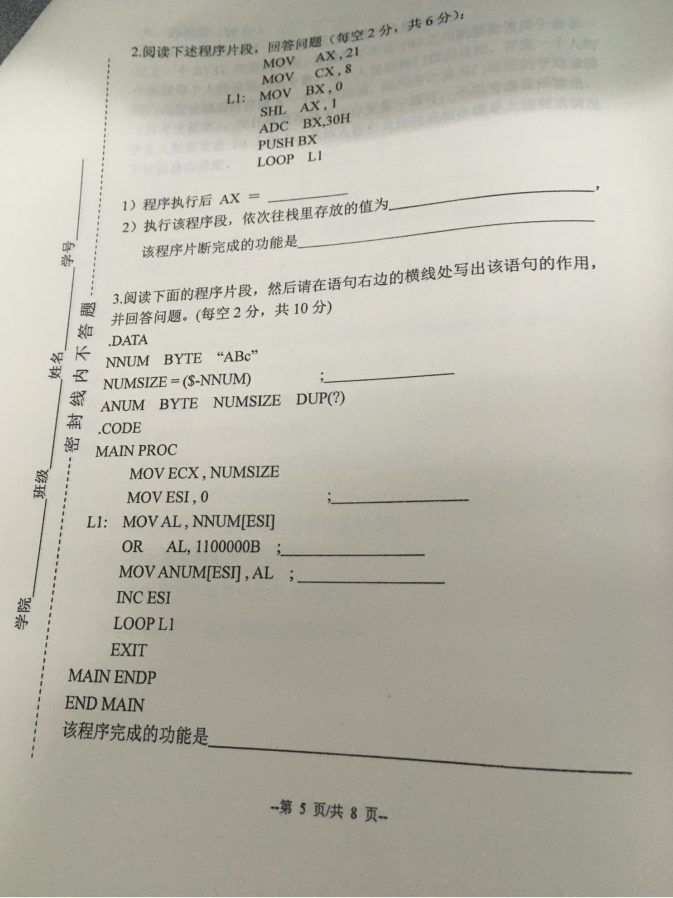 2.阅读下述程序片段，回答问题（每空2分，共6分）：
MOV AX , 21
MOV CX , 8
L1: MOV BX , 0
SHL AX , 1
ADC BX,30H
PUSH BX
LOOP L1
1）程序执行后 AX ＝ ________
2）执行该程序段，依次往栈里存放的值为________，
该程序片断完成的功能是________
3.阅读下面的程序片段，然后请在语句右边的横线处写出该语句的作用，
并回答问题。(每空2分，共10分)
.DATA
NNUM BYTE “ABc”
NUMSIZE = ($-NNUM) ;________
ANUM BYTE NUMSIZE DUP(?)
.CODE
MAIN PROC
MOV ECX , NUMSIZE
MOV ESI , 0 ;________
L1: MOV AL , NNUM[ESI]
OR AL, 1100000B ;________
MOV ANUM[ESI] , AL ;________
INC ESI
LOOP L1
EXIT
MAIN ENDP
END MAIN
该程序完成的功能是________
--第 5 页/共 8 页--
学院________班级________姓名________学号________
密 封 线 内 不 答 题